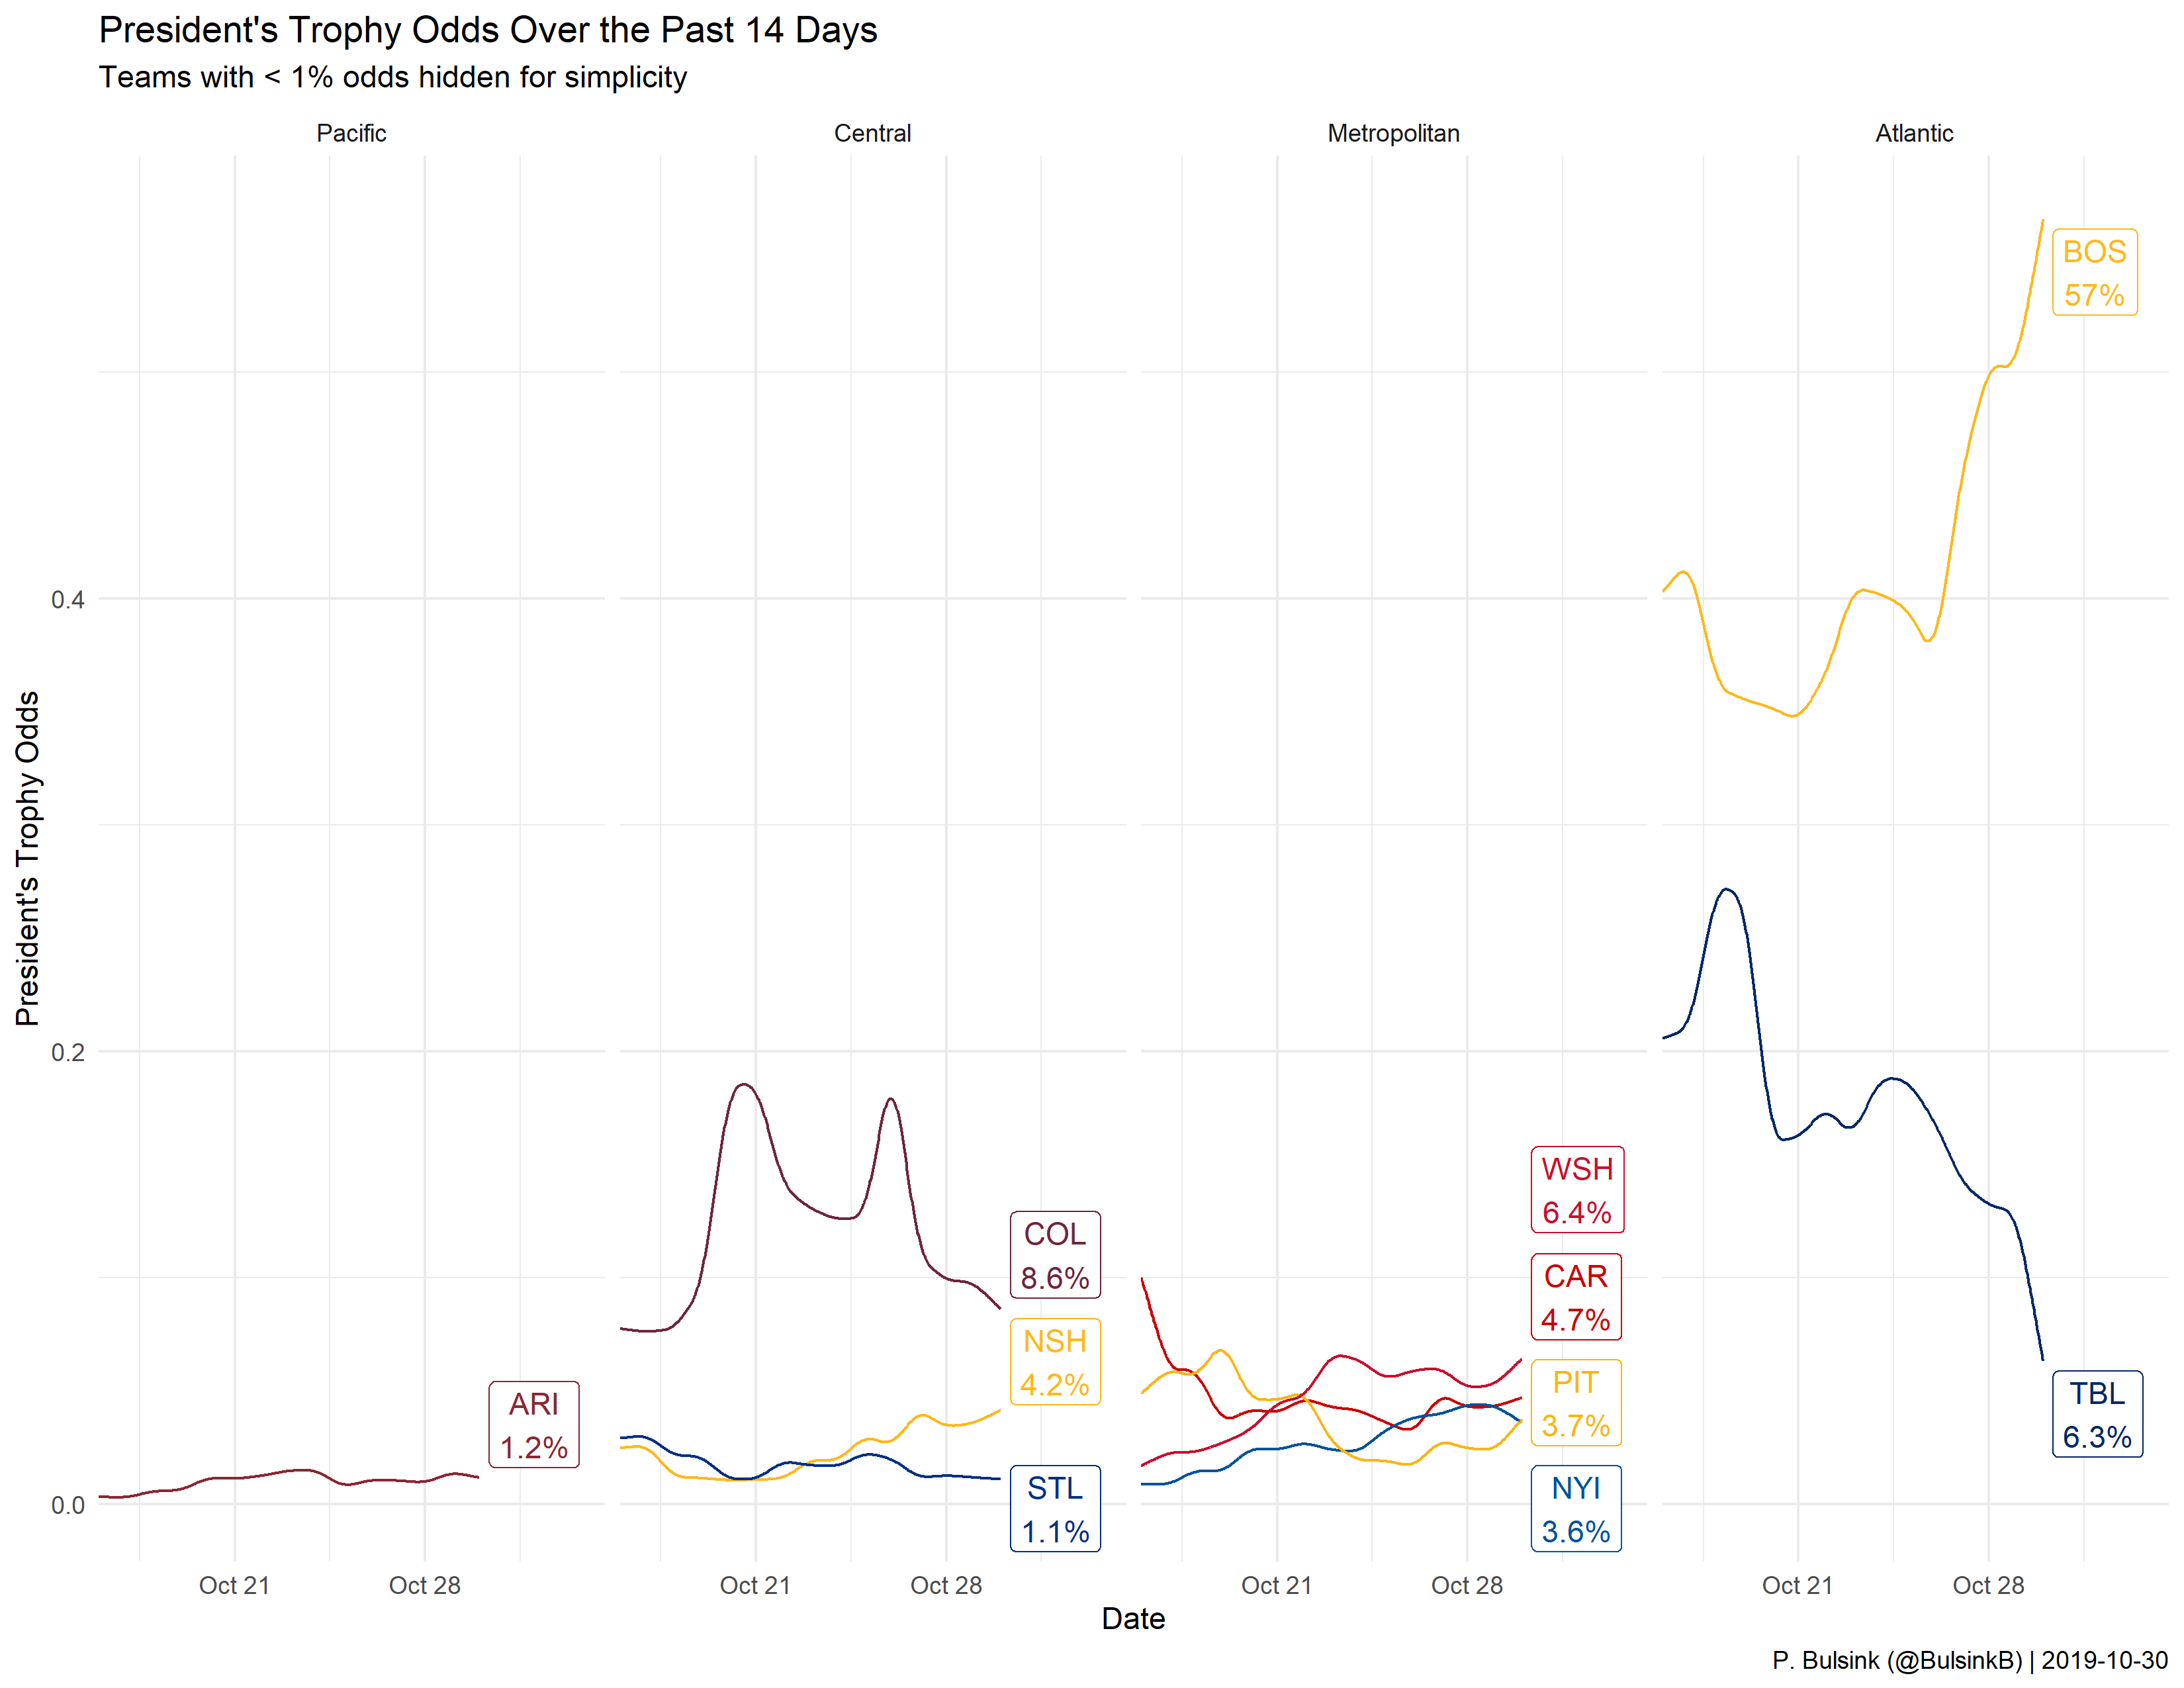 President's Trophy Odds Over the Past 14 Days
Teams with < 1% odds hidden for simplicity
Pacific
Central
Metropolitan
Atlantic
President's Trophy Odds
0.4
0.2
0.0
ARI
1.2%
COL
8.6%
NSH
4.2%
STL
1.1%
WSH
6.4%
CAR
4.7%
PIT
3.7%
NYI
3.6%
BOS
57%
TBL
6.3%
Oct 21
Oct 28
Oct 21
Oct 28
Oct 21
Oct 28
Oct 21
Oct 28
Date
P. Bulsink (@BulsinkB) | 2019-10-30